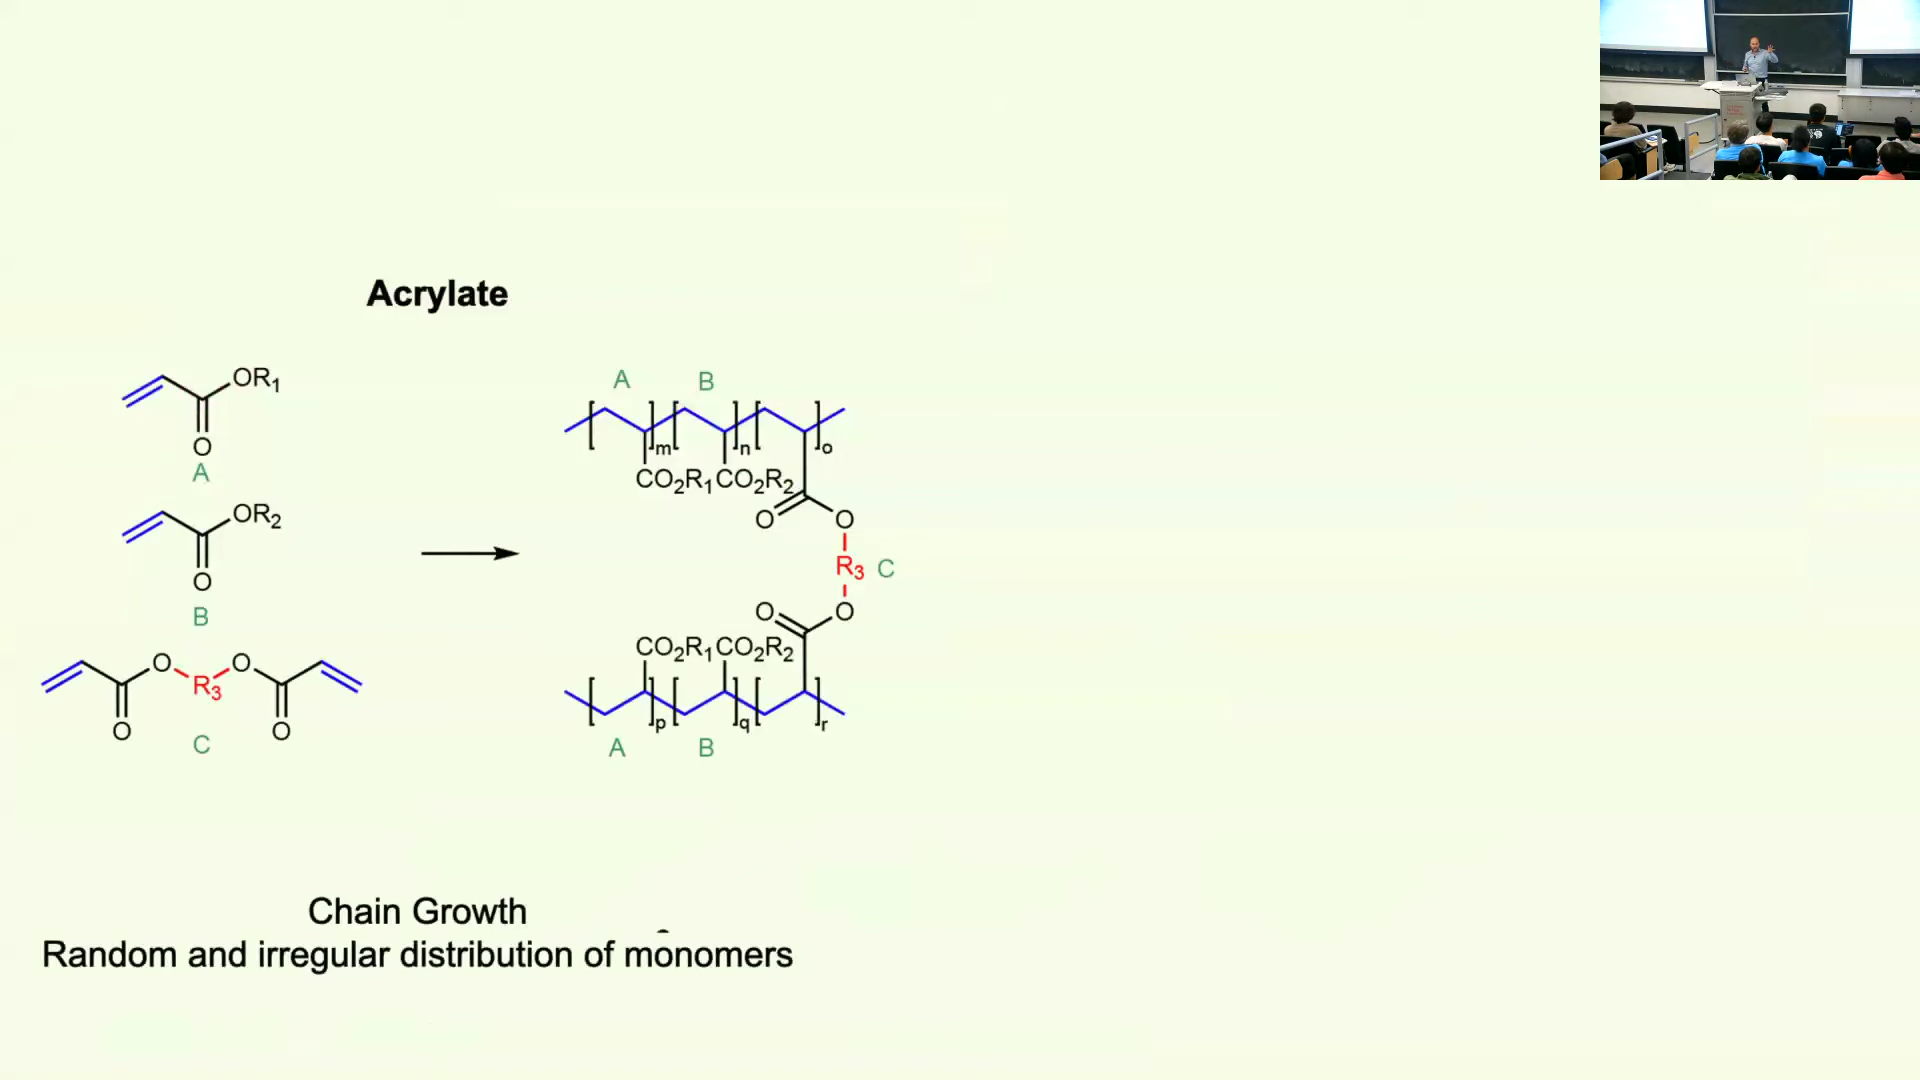 Acrylate
OR₁
O
A
OR₂
O
B
O R₃ O
O O
C
A B
m n o
CO₂R₁ CO₂R₂
O O
R₃ C
O O
CO₂R₁ CO₂R₂
p q r
A B
Chain Growth
Random and irregular distribution of monomers